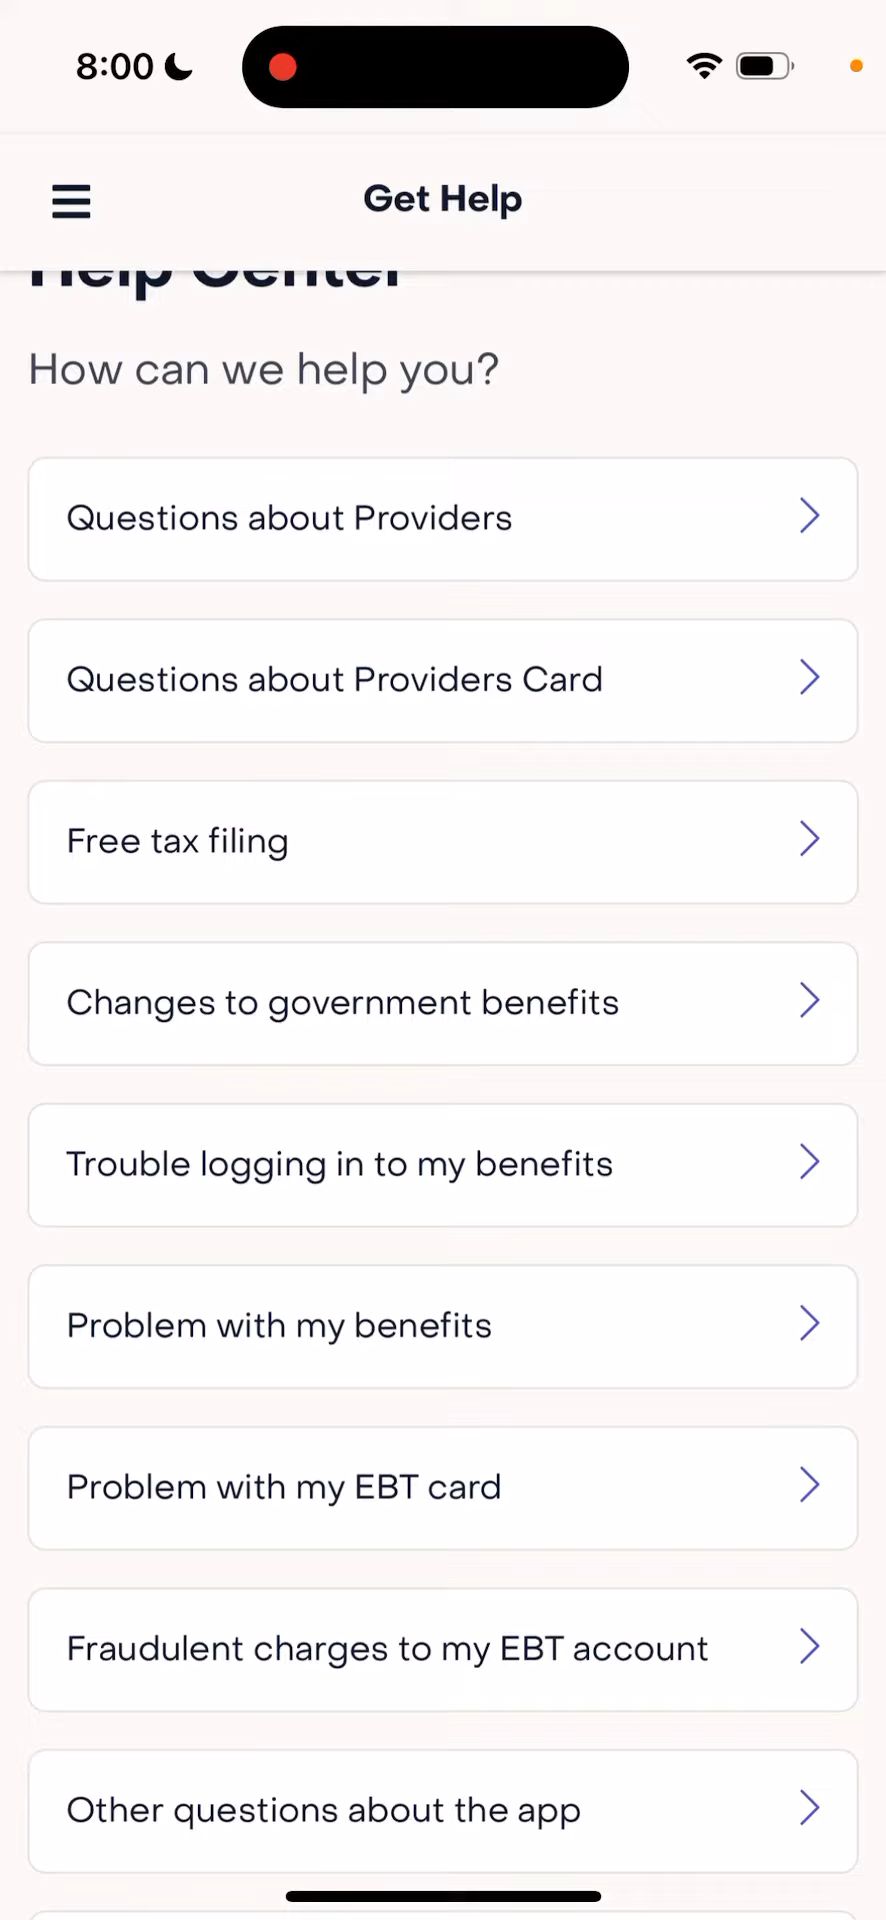 8:00
Get Help
Help Center
How can we help you?
Questions about Providers
Questions about Providers Card
Free tax filing
Changes to government benefits
Trouble logging in to my benefits
Problem with my benefits
Problem with my EBT card
Fraudulent charges to my EBT account
Other questions about the app